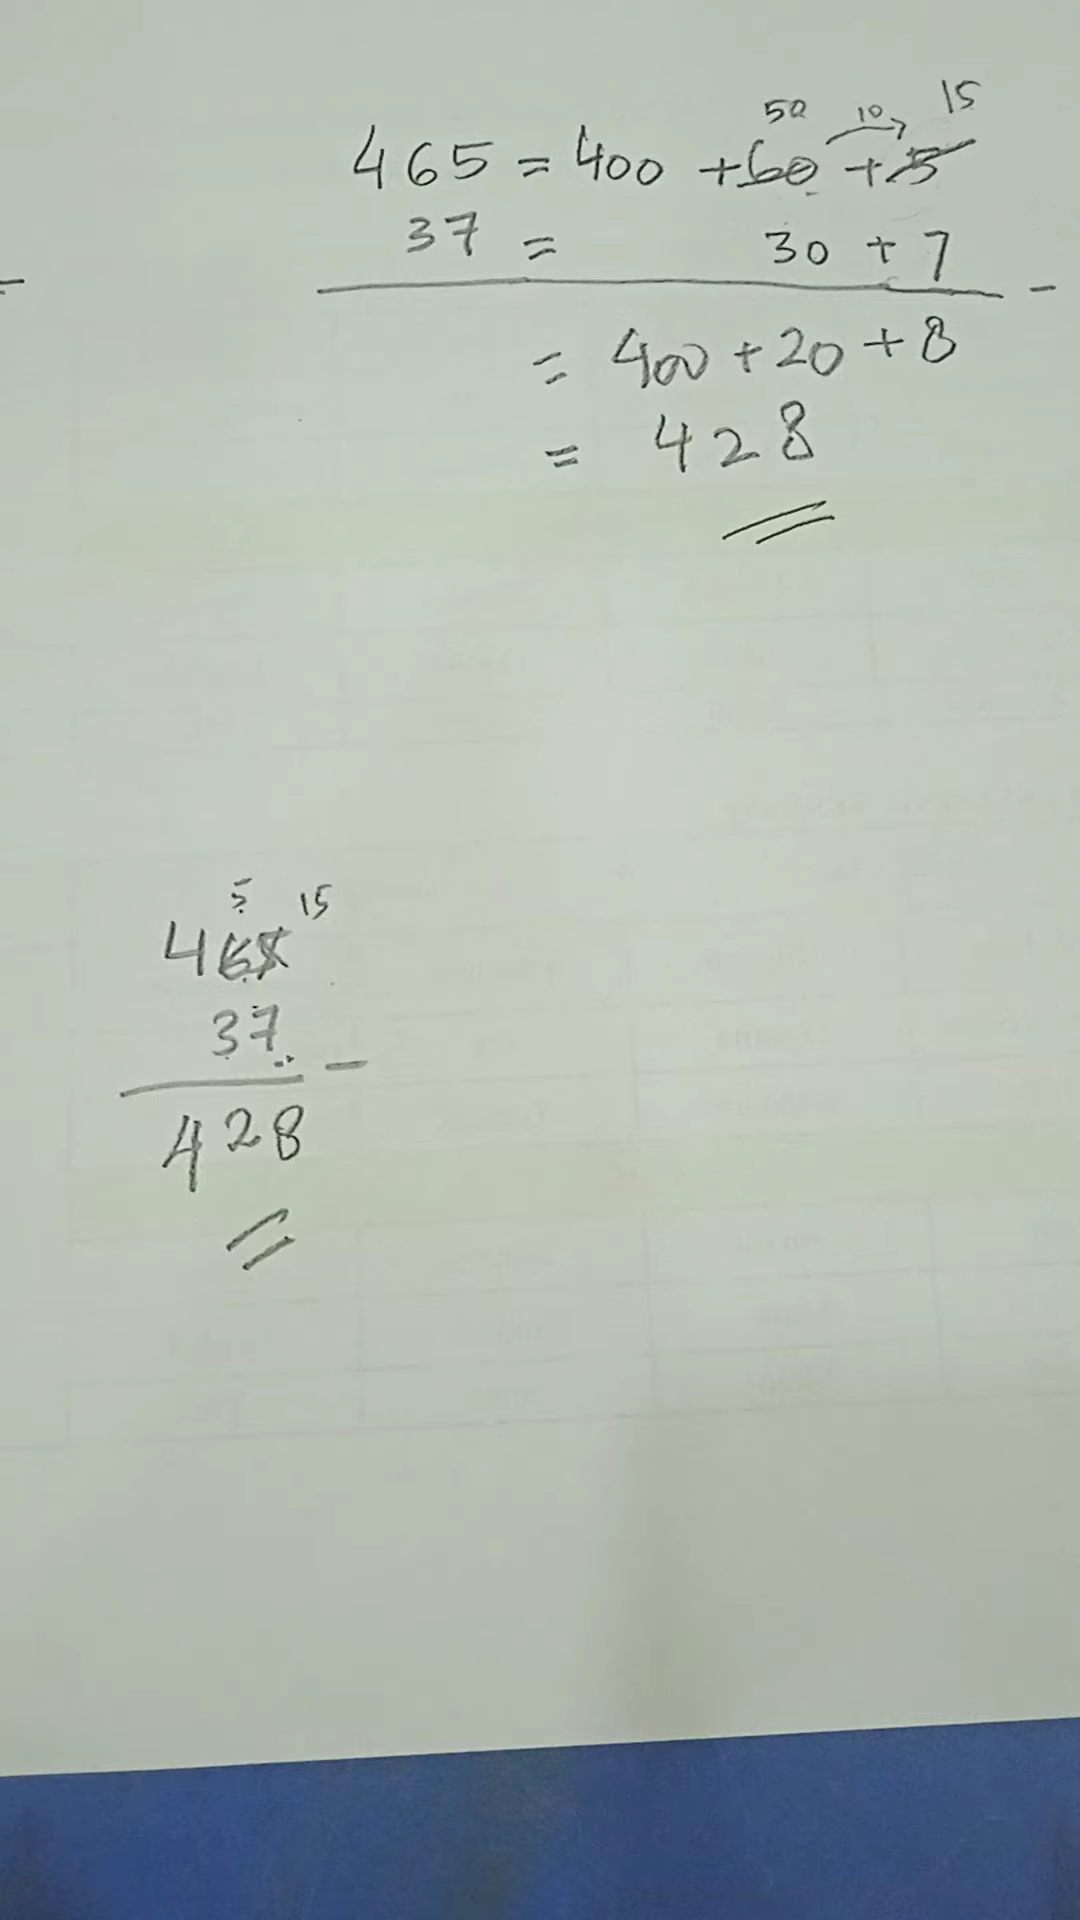 50 10 15
465 = 400 + 60 + 5
37 = 30 + 7
-
= 400 + 20 + 8
= 428
5 15
465
37
-
428